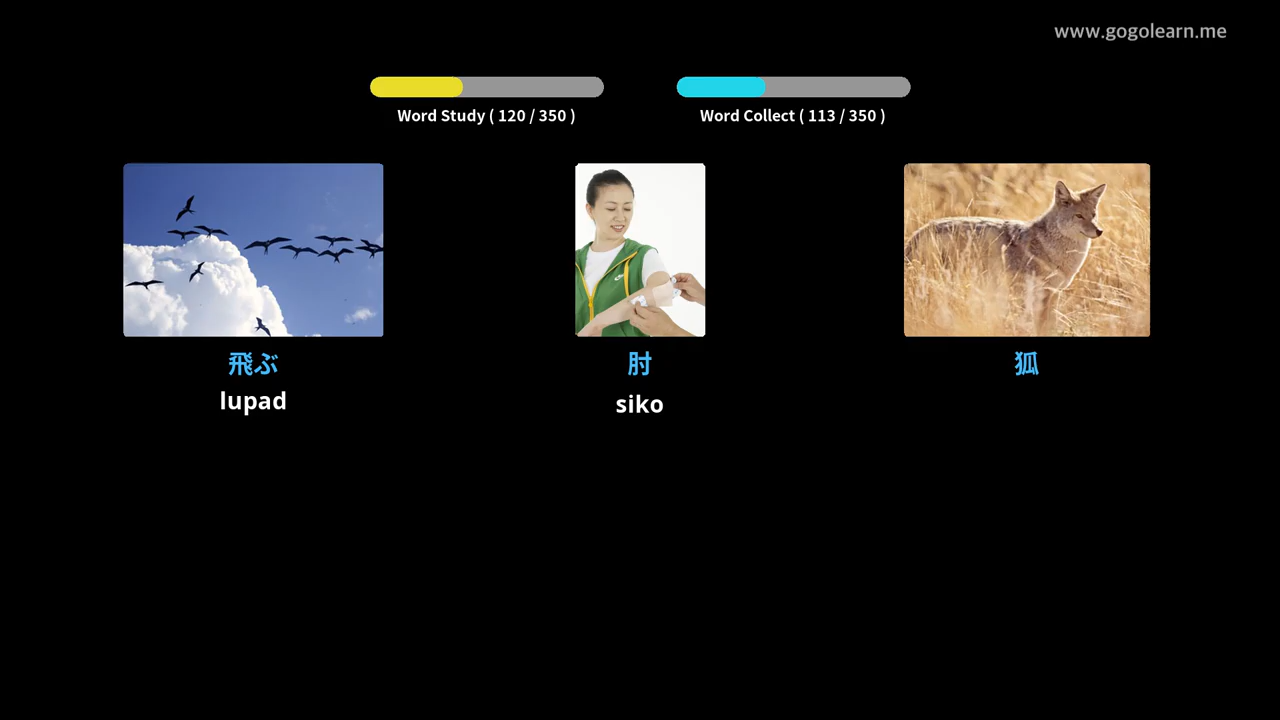 www.gogolearn.me
Word Study ( 120 / 350 )
Word Collect ( 113 / 350 )
飛ぶ
肘
狐
lupad
siko